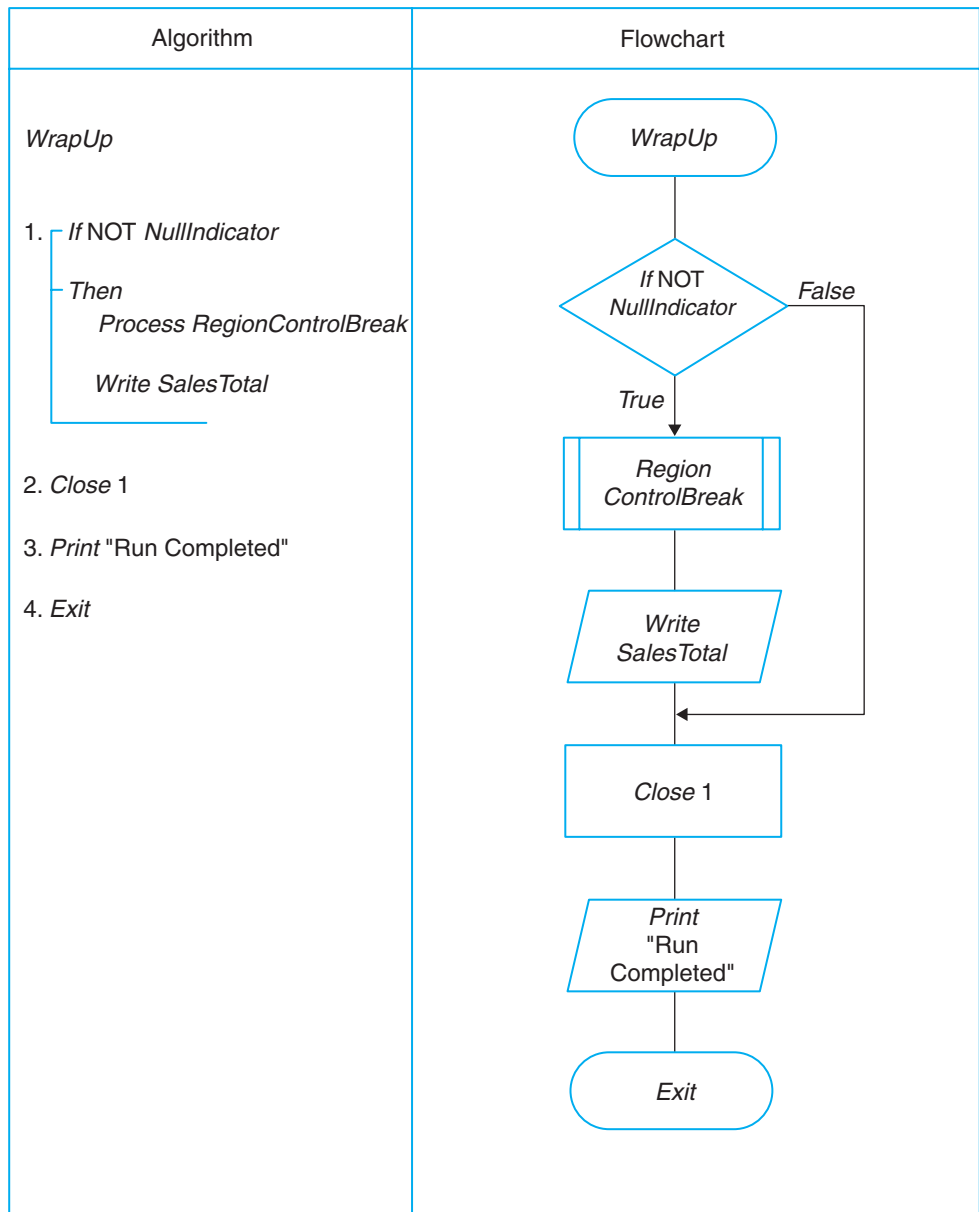 Algorithm
Flowchart
WrapUp
1. If NOT NullIndicator
Then
Process RegionControlBreak
Write SalesTotal
2. Close 1
3. Print "Run Completed"
4. Exit
WrapUp
If NOT
NullIndicator
False
True
Region
ControlBreak
Write
SalesTotal
Close 1
Print
"Run
Completed"
Exit